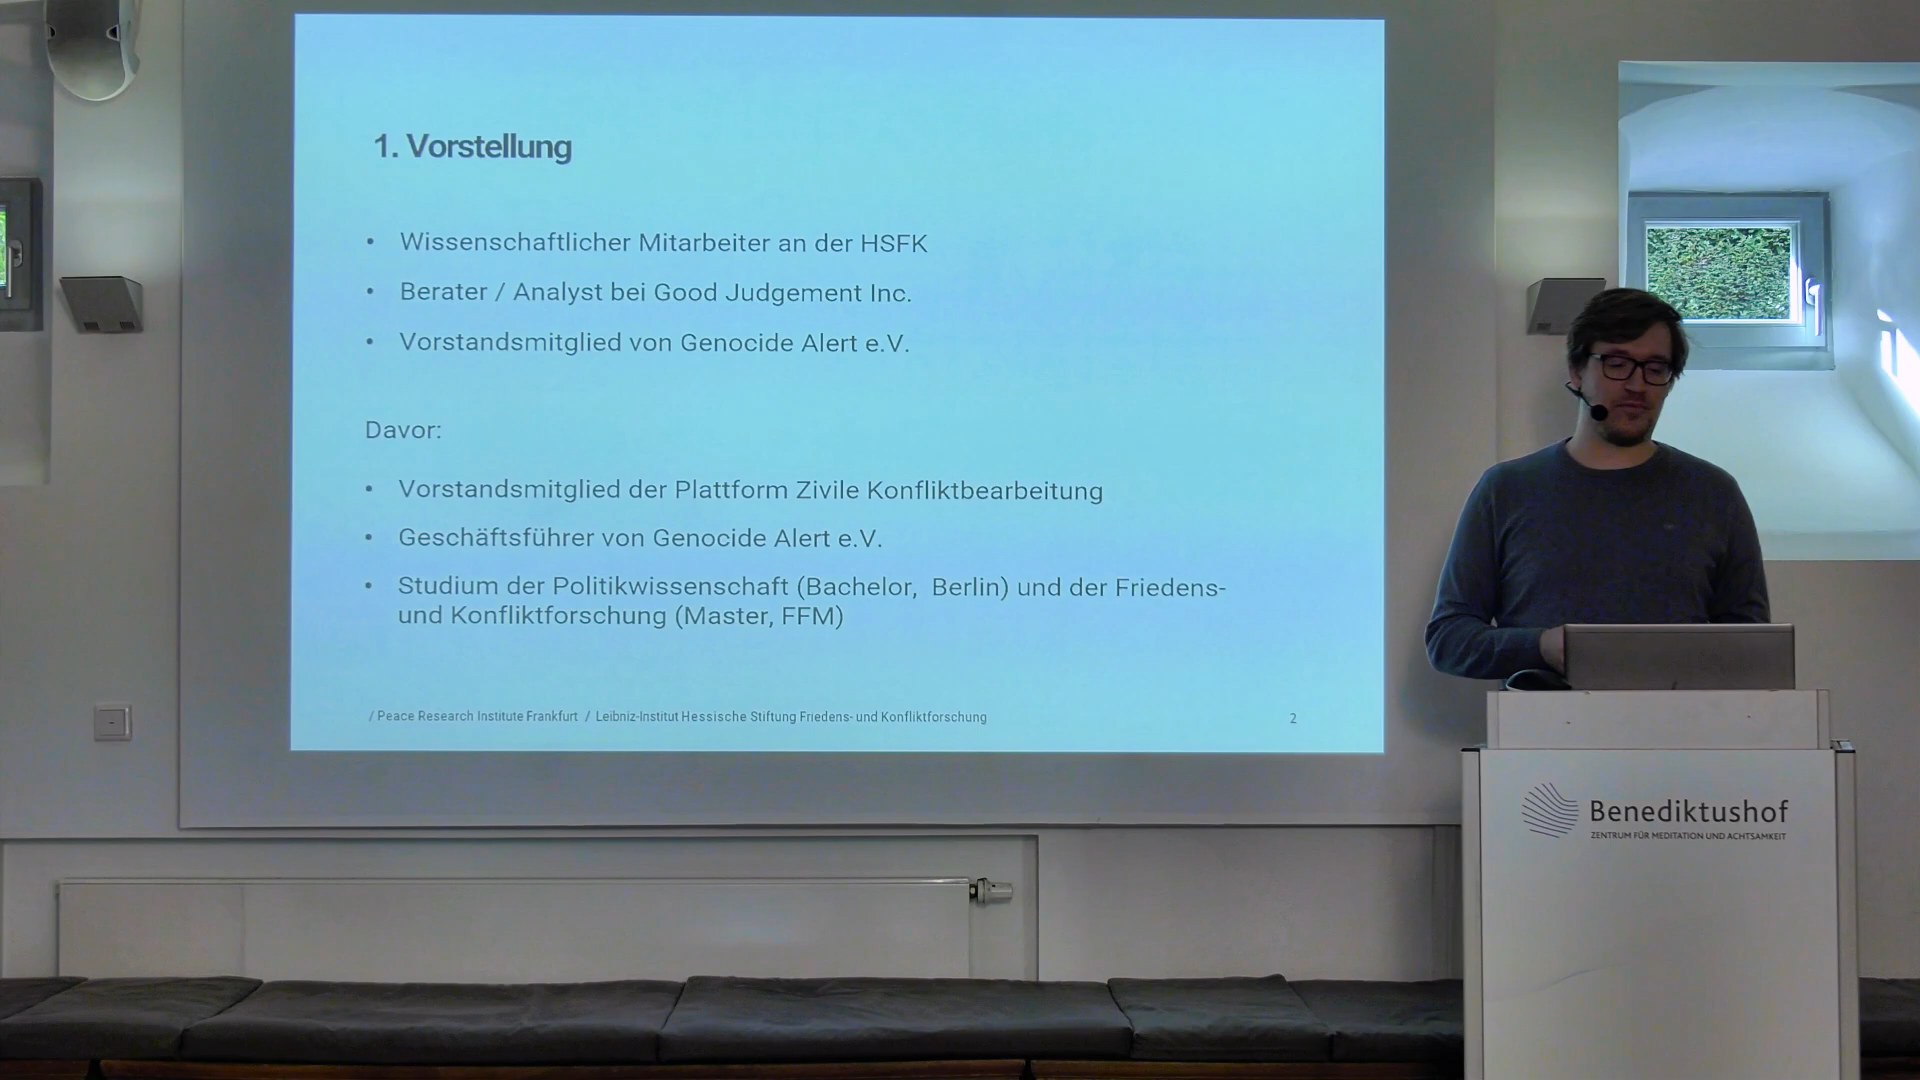 1. Vorstellung
• Wissenschaftlicher Mitarbeiter an der HSFK
• Berater / Analyst bei Good Judgement Inc.
• Vorstandsmitglied von Genocide Alert e.V.
Davor:
• Vorstandsmitglied der Plattform Zivile Konfliktbearbeitung
• Geschäftsführer von Genocide Alert e.V.
• Studium der Politikwissenschaft (Bachelor, Berlin) und der Friedens-
und Konfliktforschung (Master, FFM)
/ Peace Research Institute Frankfurt / Leibniz-Institut Hessische Stiftung Friedens- und Konfliktforschung
2
Benediktushof
ZENTRUM FÜR MEDITATION UND ACHTSAMKEIT